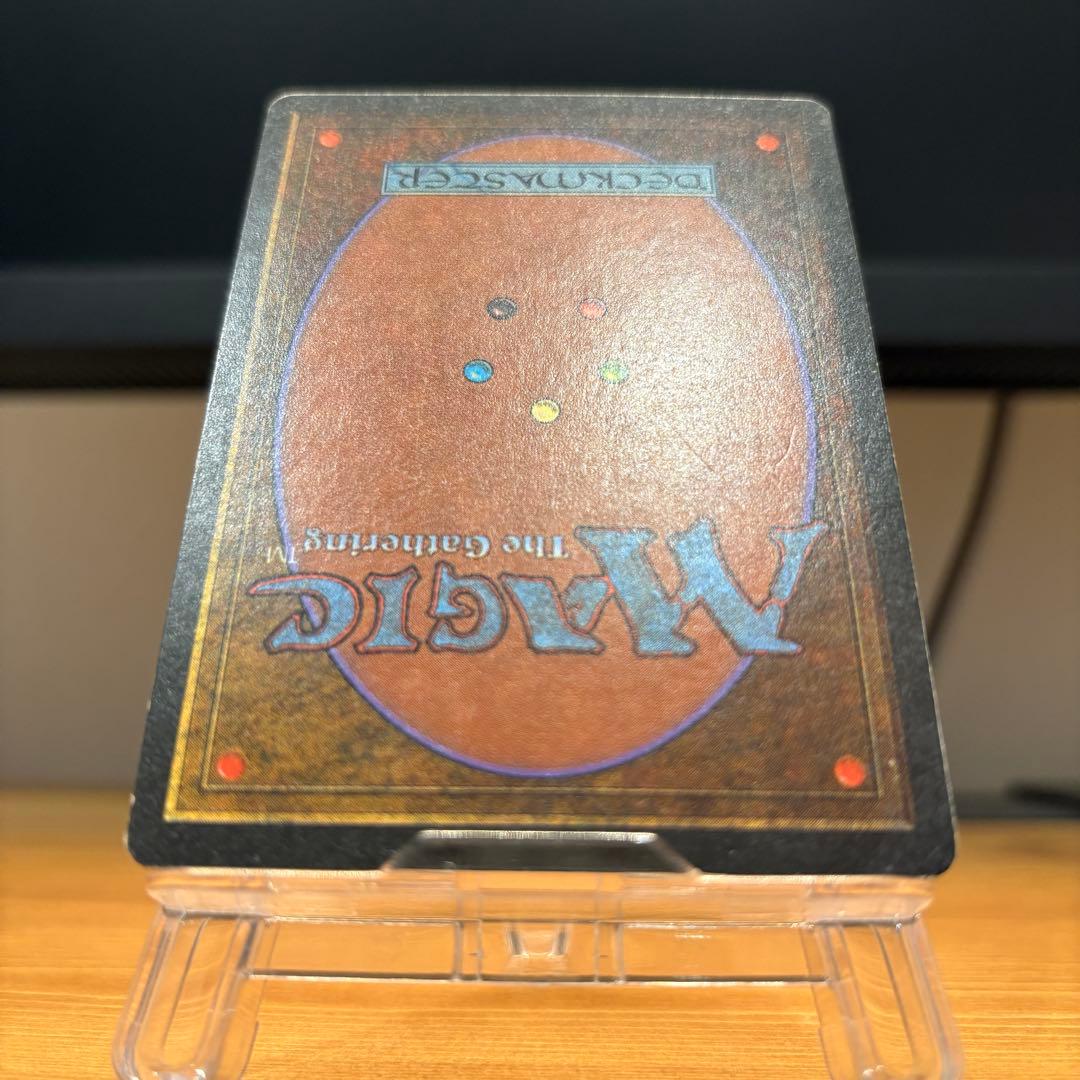 MAGIC
The Gathering™
DECKMASTER